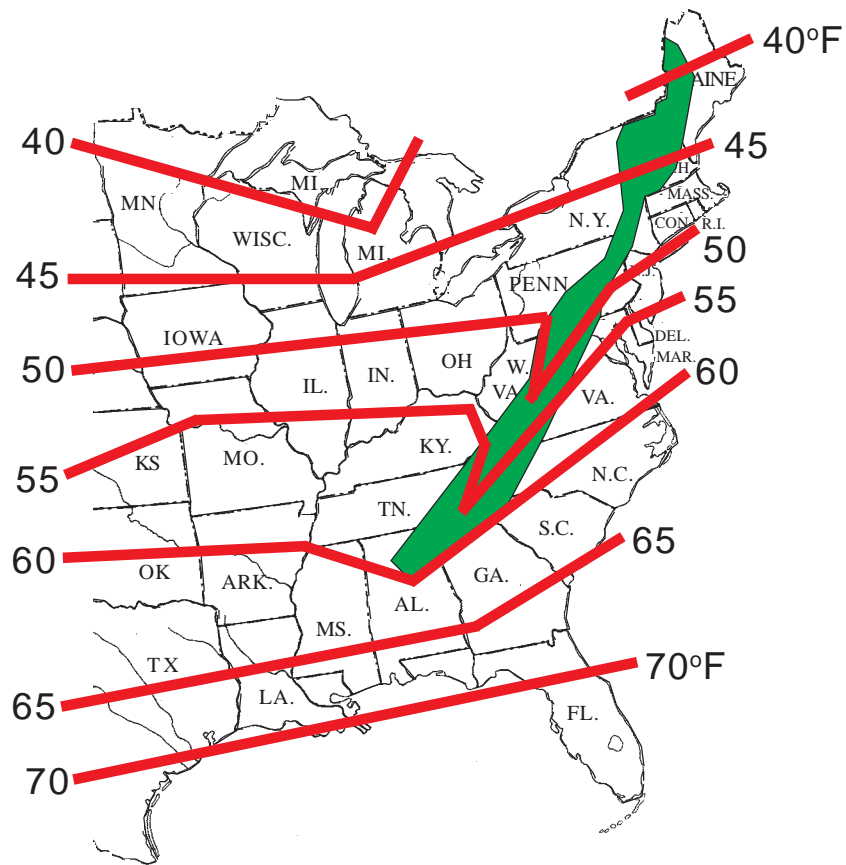 40°F
AINE
40
45
MI.
H.
MN
MASS.
N.Y.
CON.
R.I.
WISC.
MI.
50
45
N.J.
PENN
55
IOWA
DEL.
MAR.
50
OH
W.
VA.
60
IL.
IN.
VA.
KY.
55
KS
MO.
N.C.
TN.
S.C.
65
60
OK
ARK.
GA.
AL.
MS.
TX
70°F
65
LA.
FL.
70